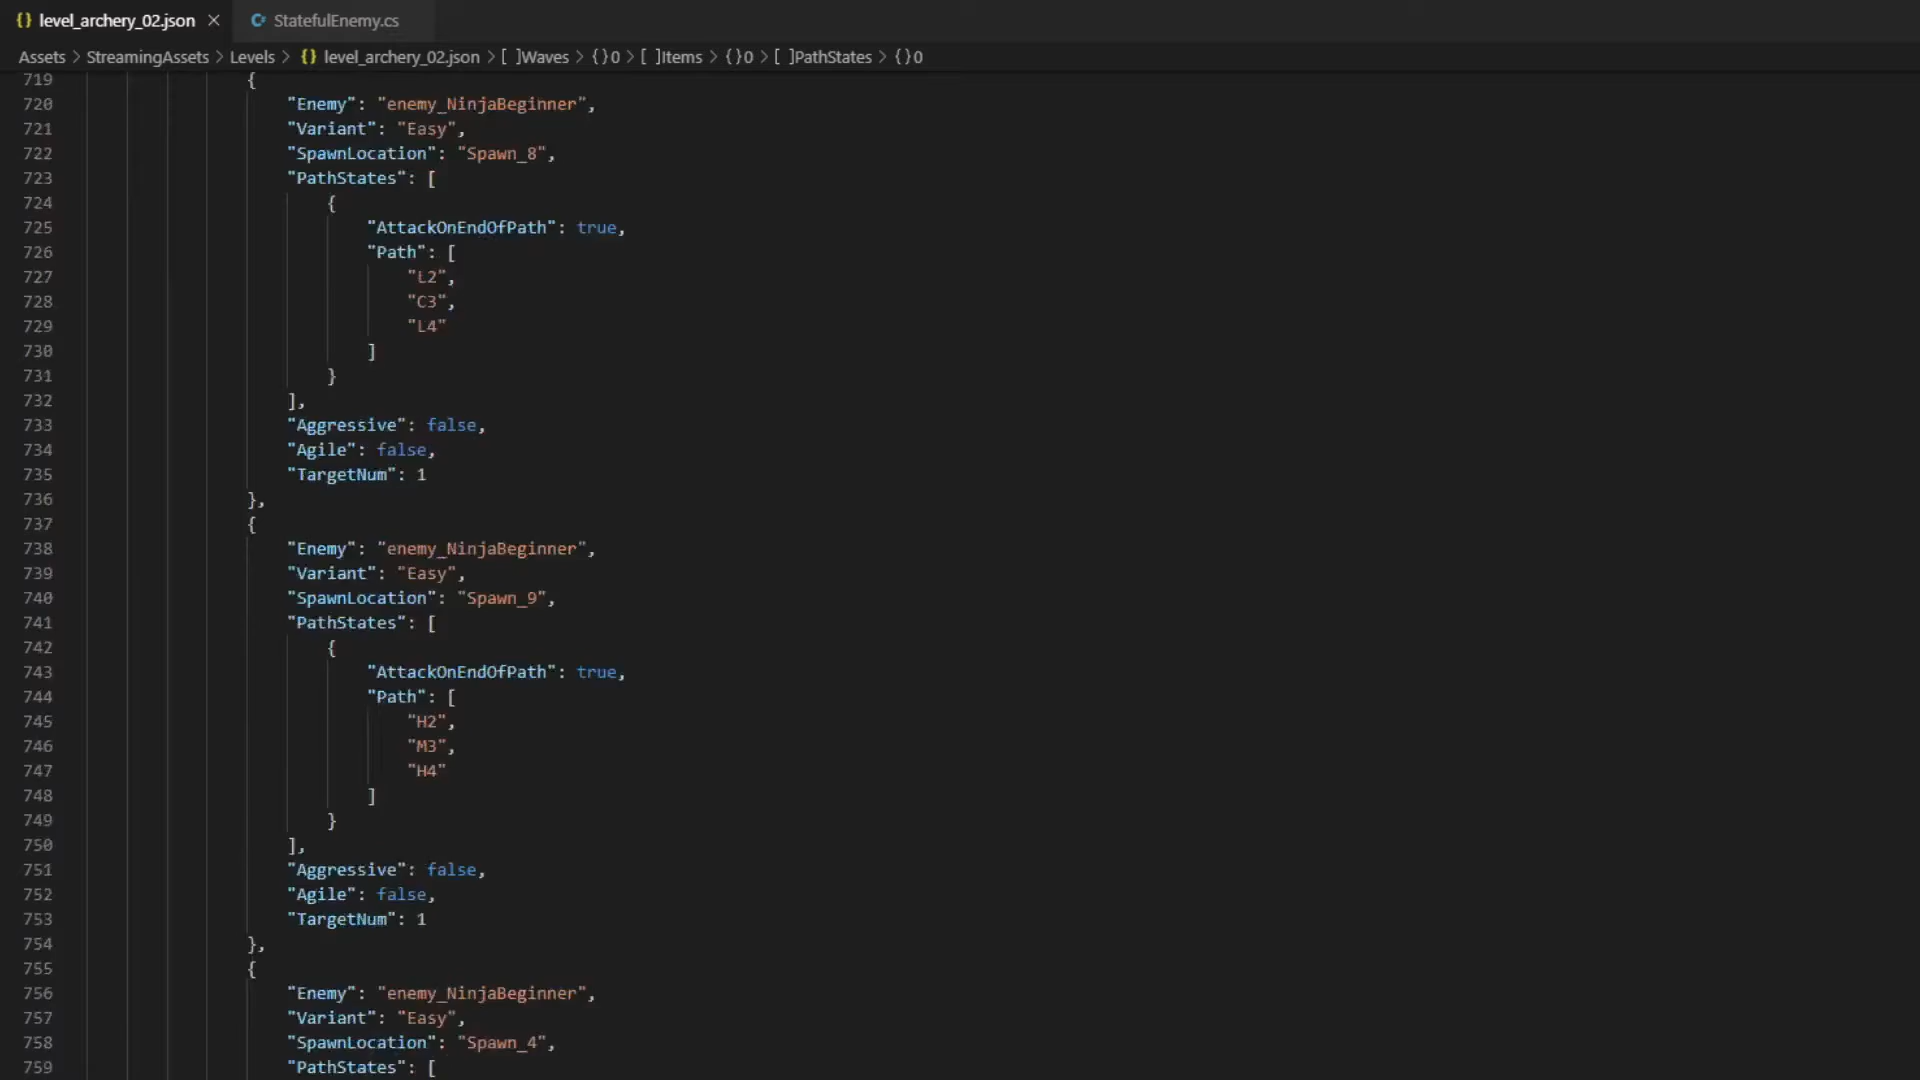 {} level_archery_02.json × StatefulEnemy.cs
Assets > StreamingAssets > Levels > {} level_archery_02.json > [ ]Waves > {}0 > [ ]Items > {}0 > [ ]PathStates > {}0
719 {
720 "Enemy": "enemy_NinjaBeginner",
721 "Variant": "Easy",
722 "SpawnLocation": "Spawn_8",
723 "PathStates": [
724 {
725 "AttackOnEndOfPath": true,
726 "Path": [
727 "L2",
728 "C3",
729 "L4"
730 ]
731 }
732 ],
733 "Aggressive": false,
734 "Agile": false,
735 "TargetNum": 1
736 },
737 {
738 "Enemy": "enemy_NinjaBeginner",
739 "Variant": "Easy",
740 "SpawnLocation": "Spawn_9",
741 "PathStates": [
742 {
743 "AttackOnEndOfPath": true,
744 "Path": [
745 "H2",
746 "M3",
747 "H4"
748 ]
749 }
750 ],
751 "Aggressive": false,
752 "Agile": false,
753 "TargetNum": 1
754 },
755 {
756 "Enemy": "enemy_NinjaBeginner",
757 "Variant": "Easy",
758 "SpawnLocation": "Spawn_4",
759 "PathStates": [